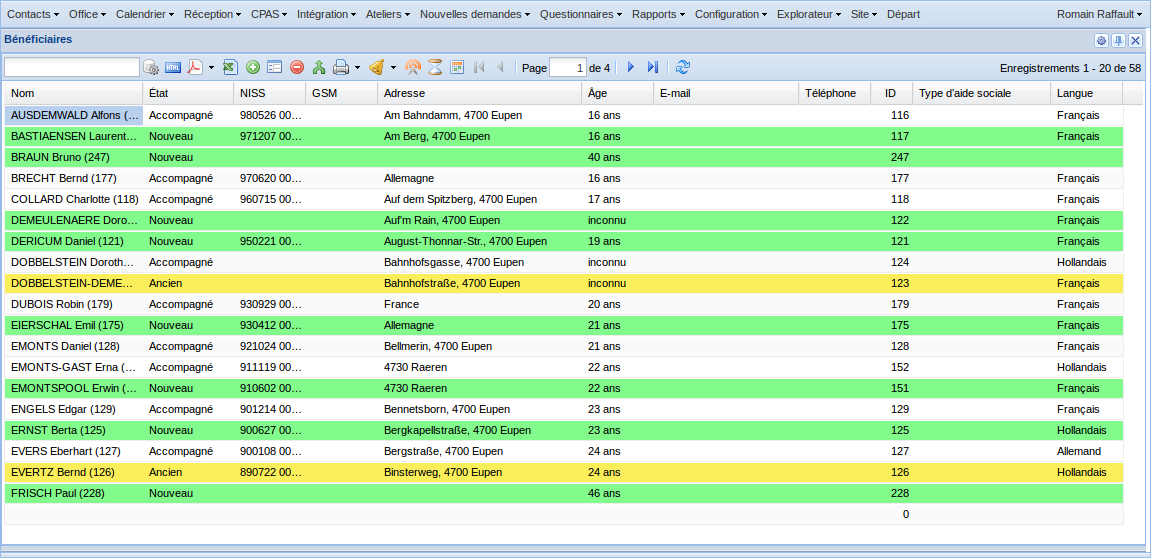 Contacts Office Calendrier Réception CPAS Intégration Ateliers Nouvelles demandes Questionnaires Rapports Configuration Explorateur Site Départ Romain Raffault
Bénéficiaires
HTML Page 1 de 4 Enregistrements 1 - 20 de 58
Nom État NISS GSM Adresse Âge E-mail Téléphone ID Type d'aide sociale Langue
AUSDEMWALD Alfons (... Accompagné 980526 00... Am Bahndamm, 4700 Eupen 16 ans 116 Français
BASTIAENSEN Laurent... Nouveau 971207 00... Am Berg, 4700 Eupen 16 ans 117 Français
BRAUN Bruno (247) Nouveau 40 ans 247
BRECHT Bernd (177) Accompagné 970620 00... Allemagne 16 ans 177 Français
COLLARD Charlotte (118) Accompagné 960715 00... Auf dem Spitzberg, 4700 Eupen 17 ans 118 Français
DEMEULENAERE Doro... Nouveau Auf'm Rain, 4700 Eupen inconnu 122 Français
DERICUM Daniel (121) Nouveau 950221 00... August-Thonnar-Str., 4700 Eupen 19 ans 121 Français
DOBBELSTEIN Doroth... Accompagné Bahnhofsgasse, 4700 Eupen inconnu 124 Hollandais
DOBBELSTEIN-DEME... Ancien Bahnhofstraße, 4700 Eupen inconnu 123 Français
DUBOIS Robin (179) Accompagné 930929 00... France 20 ans 179 Français
EIERSCHAL Emil (175) Nouveau 930412 00... Allemagne 21 ans 175 Français
EMONTS Daniel (128) Accompagné 921024 00... Bellmerin, 4700 Eupen 21 ans 128 Français
EMONTS-GAST Erna (... Accompagné 911119 00... 4730 Raeren 22 ans 152 Hollandais
EMONTSPOOL Erwin (... Nouveau 910602 00... 4730 Raeren 22 ans 151 Français
ENGELS Edgar (129) Accompagné 901214 00... Bennetsborn, 4700 Eupen 23 ans 129 Français
ERNST Berta (125) Nouveau 900627 00... Bergkapellstraße, 4700 Eupen 23 ans 125 Hollandais
EVERS Eberhart (127) Accompagné 900108 00... Bergstraße, 4700 Eupen 24 ans 127 Allemand
EVERTZ Bernd (126) Ancien 890722 00... Binsterweg, 4700 Eupen 24 ans 126 Hollandais
FRISCH Paul (228) Nouveau 46 ans 228
0